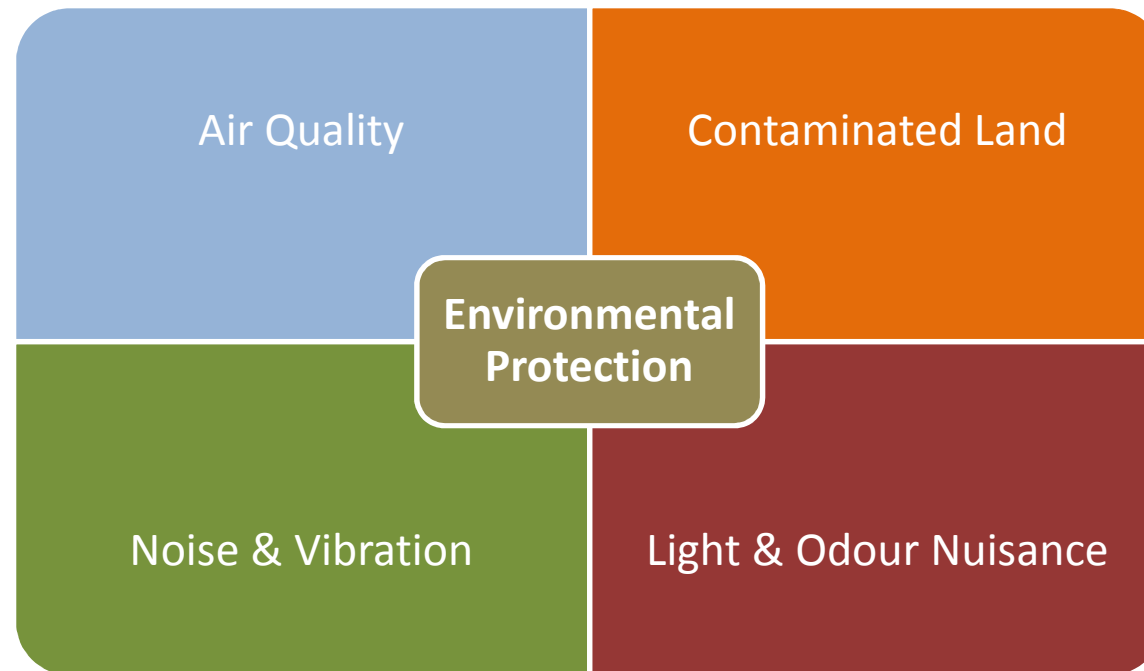 Air Quality
Contaminated Land
Environmental
Protection
Noise & Vibration
Light & Odour Nuisance